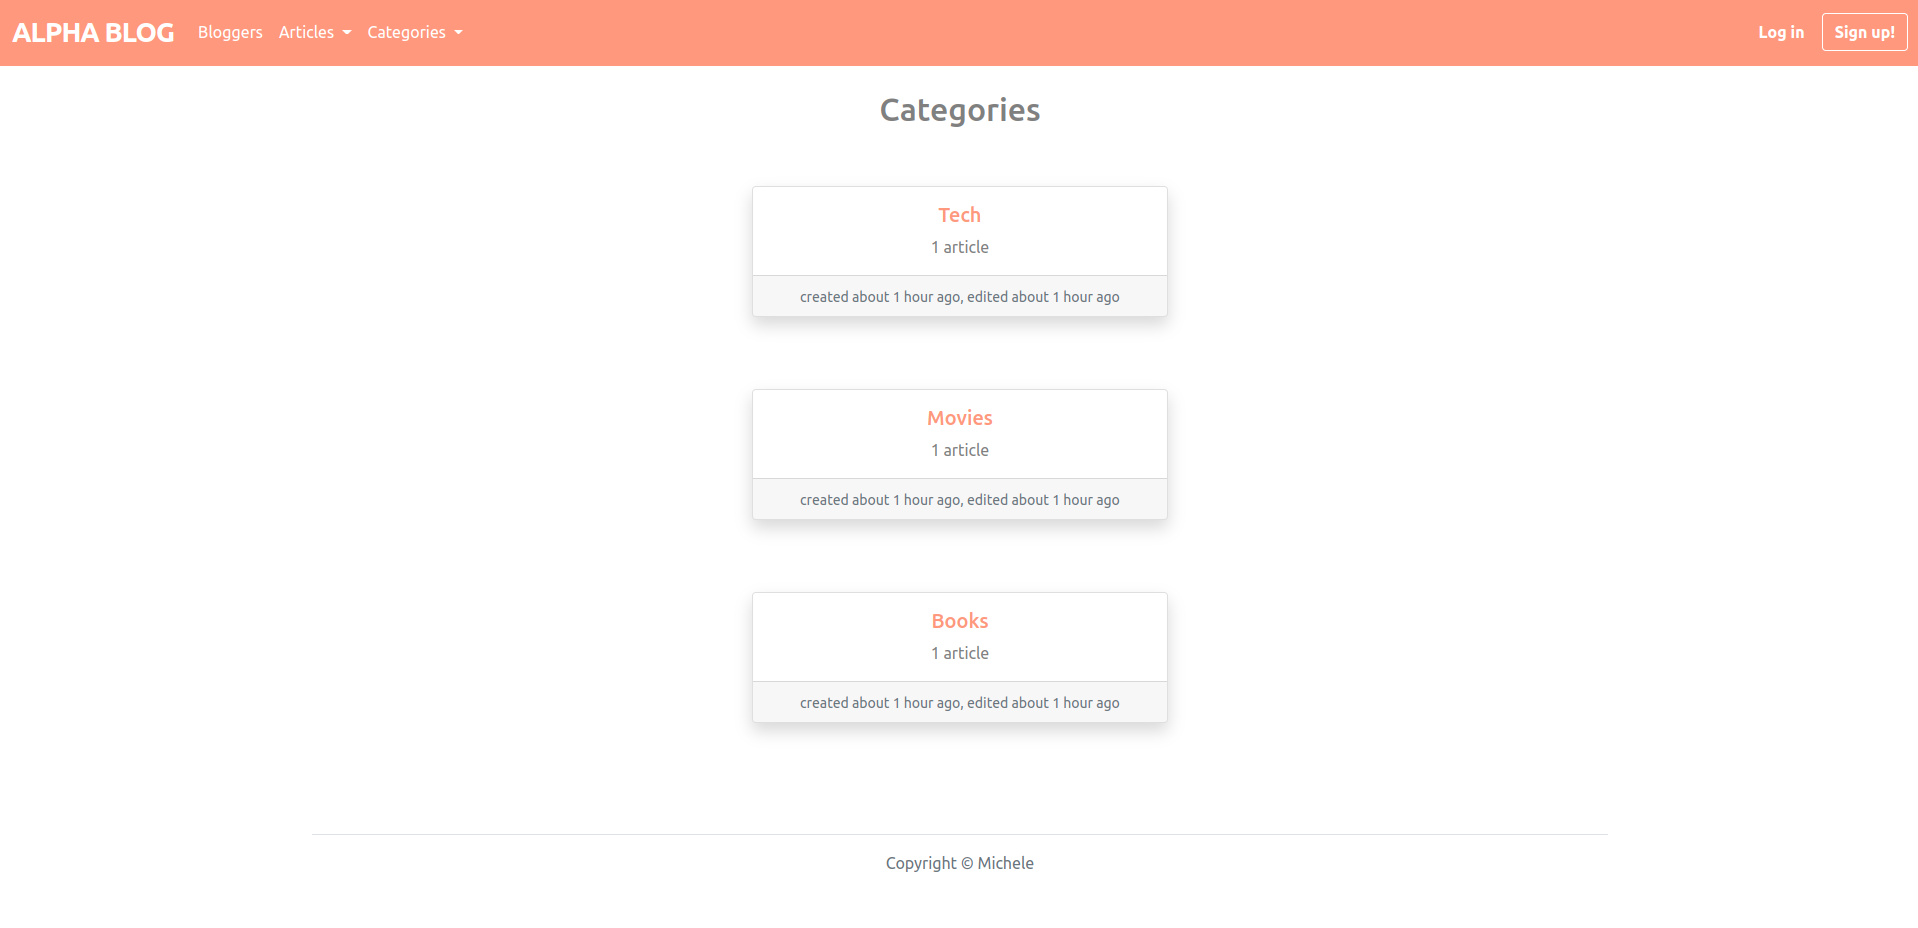 ALPHA BLOG Bloggers Articles Categories Log in Sign up!
Categories
Tech
1 article
created about 1 hour ago, edited about 1 hour ago
Movies
1 article
created about 1 hour ago, edited about 1 hour ago
Books
1 article
created about 1 hour ago, edited about 1 hour ago
Copyright © Michele